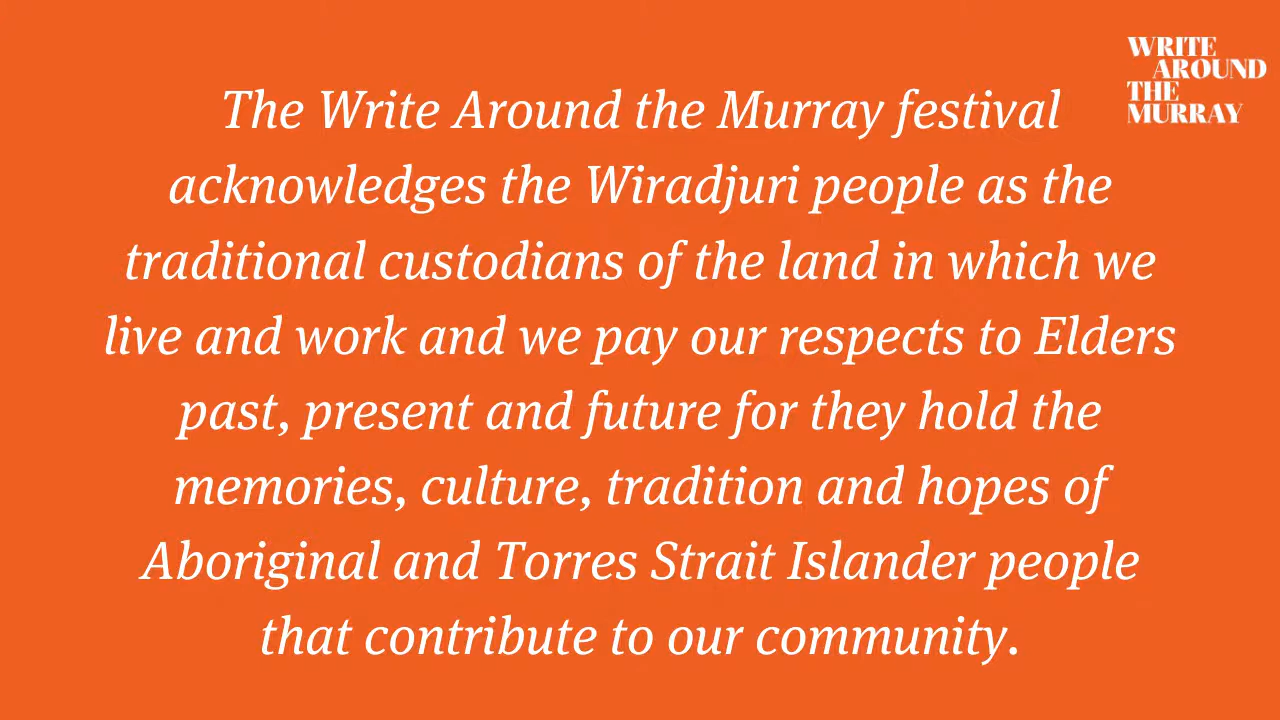 WRITE
AROUND
THE
MURRAY
The Write Around the Murray festival
acknowledges the Wiradjuri people as the
traditional custodians of the land in which we
live and work and we pay our respects to Elders
past, present and future for they hold the
memories, culture, tradition and hopes of
Aboriginal and Torres Strait Islander people
that contribute to our community.